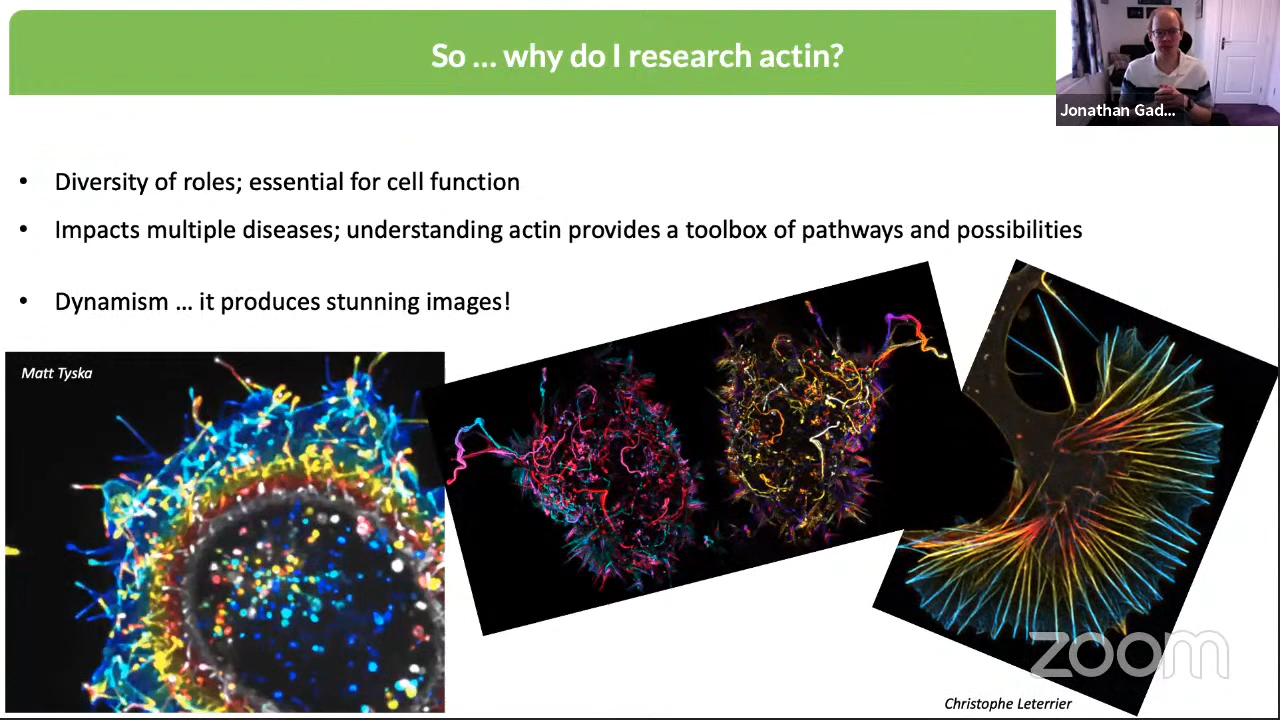 So ... why do I research actin?
Jonathan Gad...
• Diversity of roles; essential for cell function
• Impacts multiple diseases; understanding actin provides a toolbox of pathways and possibilities
• Dynamism ... it produces stunning images!
Matt Tyska
zoom
Christophe Leterrier